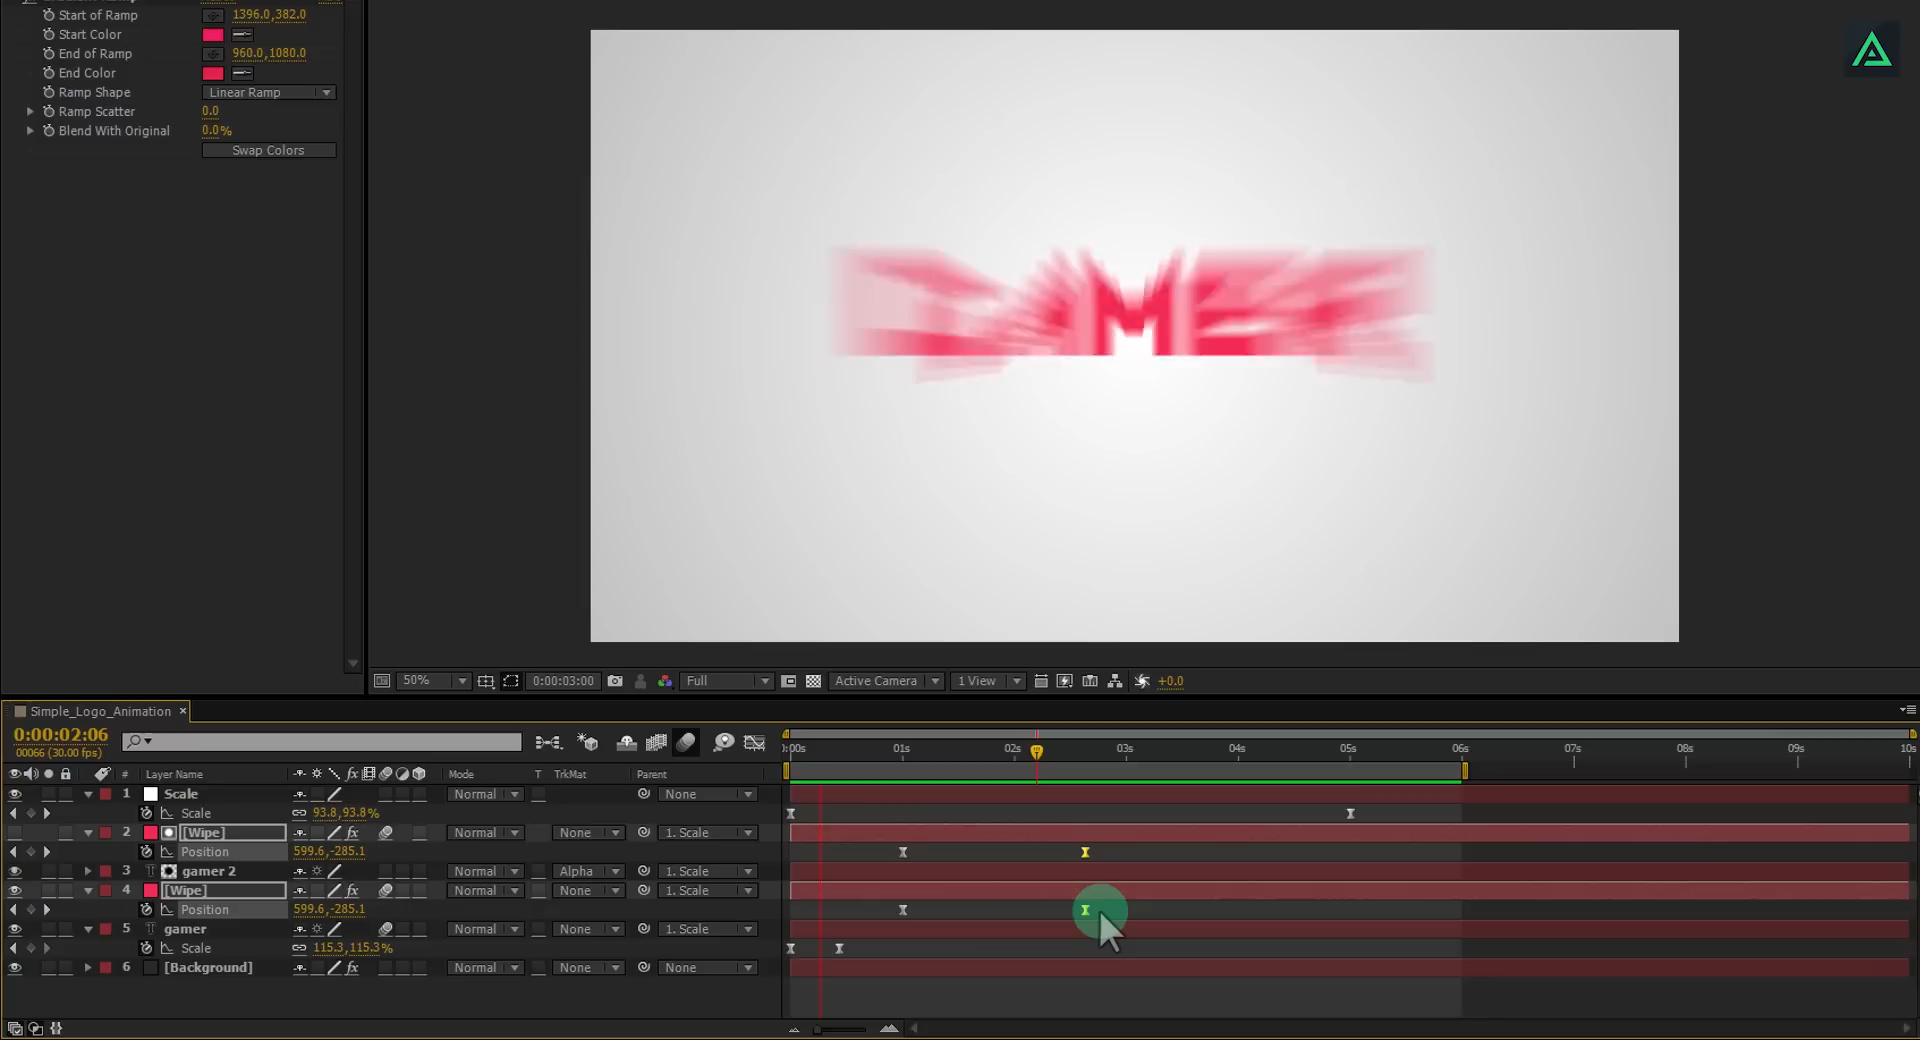 Start of Ramp 1396.0,382.0
Start Color
End of Ramp 960.0,1080.0
End Color
Ramp Shape Linear Ramp
Ramp Scatter 0.0
Blend With Original 0.0%
Swap Colors
M
50% 0:00:03:00 Full Active Camera 1 View +0.0
Simple_Logo_Animation ×
0:00:02:06
00066 (30.00 fps)
:00s 01s 02s 03s 04s 05s 06s 07s 08s 09s 10s
# Layer Name fx Mode T TrkMat Parent
1 Scale Normal None
Scale 93.8,93.8%
2 [Wipe] fx Normal None 1. Scale
Position 599.6,-285.1
3 T gamer 2 Normal Alpha 1. Scale
4 [Wipe] fx Normal None 1. Scale
Position 599.6,-285.1
5 T gamer Normal None 1. Scale
Scale 115.3,115.3%
6 [Background] fx Normal None None